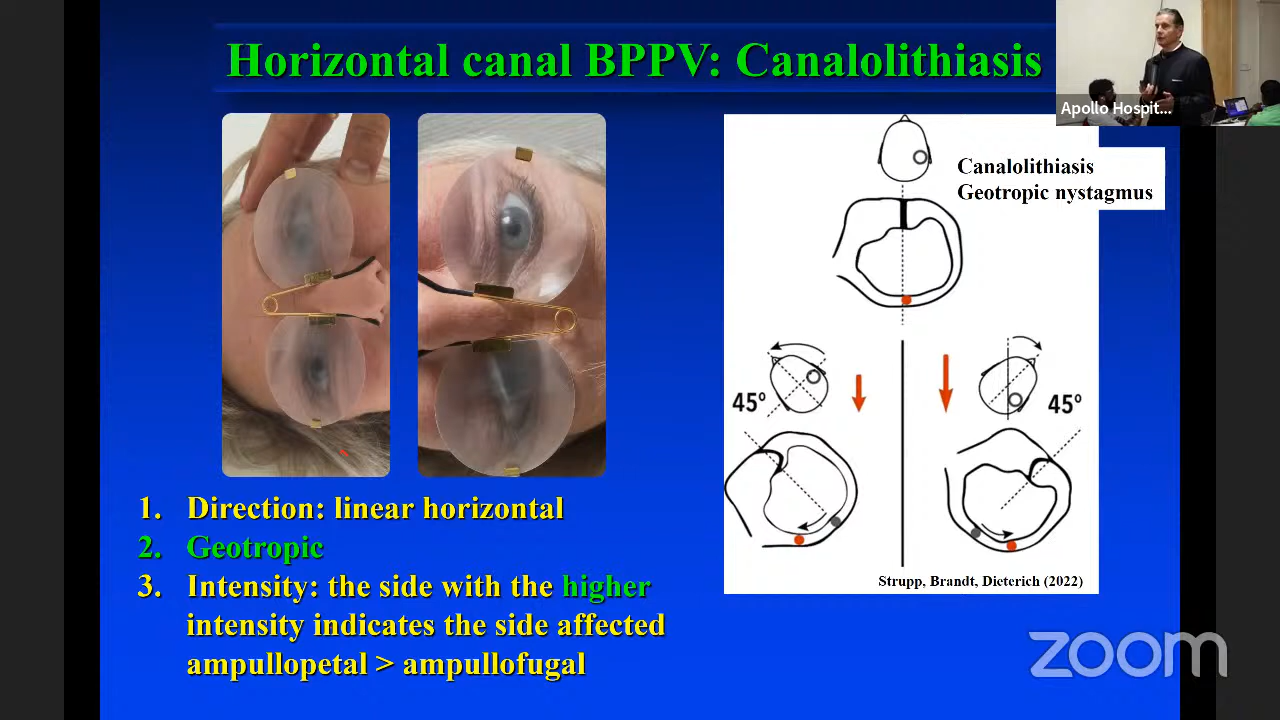 Horizontal canal BPPV: Canalolithiasis
Apollo Hospit...
Canalolithiasis
Geotropic nystagmus
45°
45°
1. Direction: linear horizontal
2. Geotropic
3. Intensity: the side with the higher
intensity indicates the side affected
ampullopetal > ampullofugal
Strupp, Brandt, Dieterich (2022)
zoom